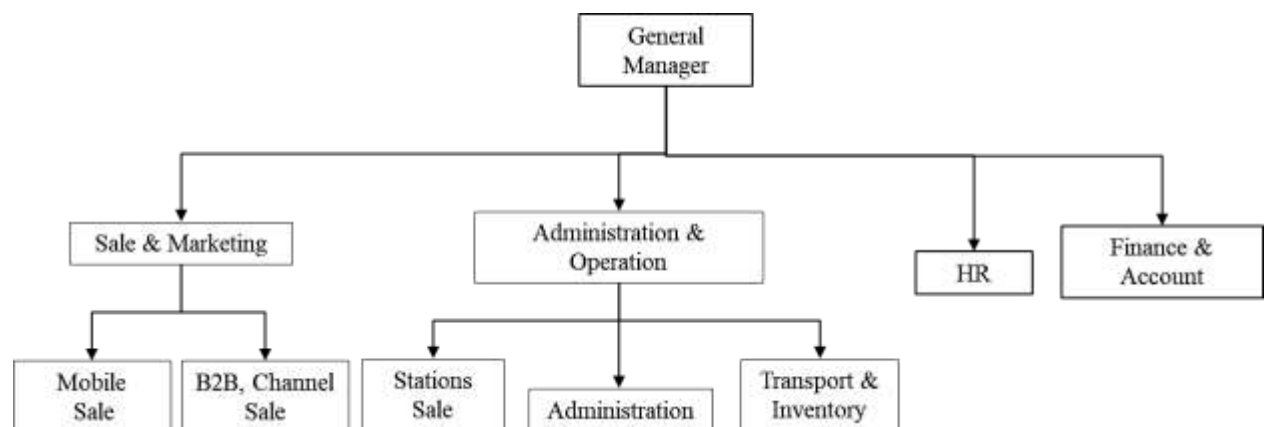 General
Manager
Sale & Marketing
Administration &
Operation
HR
Finance &
Account
Mobile
Sale
B2B, Channel
Sale
Stations
Sale
Administration
Transport &
Inventory